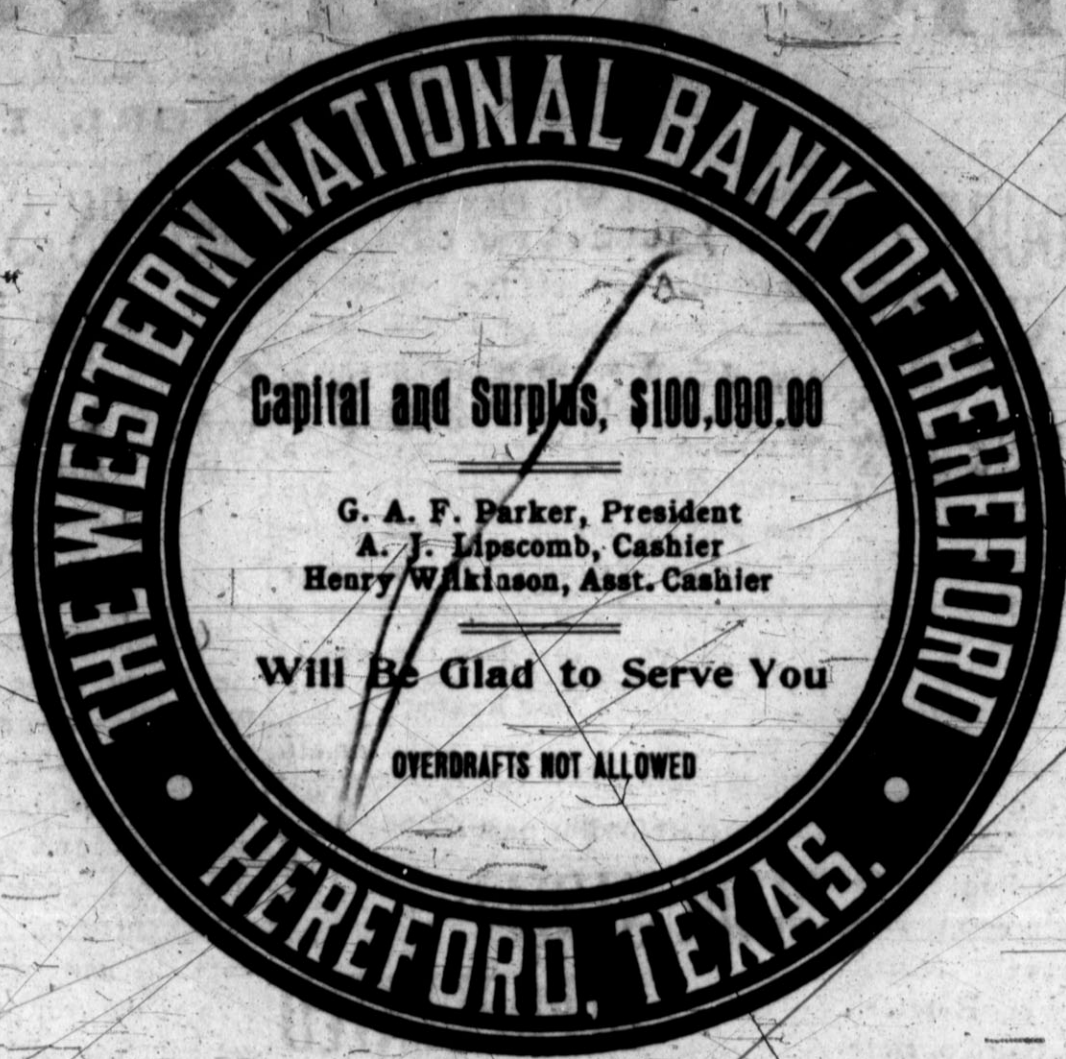 THE WESTERN NATIONAL BANK OF HEREFORD
Capital and Surplus, $100,000.00
G. A. F. Parker, President
A. J. Lipscomb, Cashier
Henry Wilkinson, Asst. Cashier
Will Be Glad to Serve You
OVERDRAFTS NOT ALLOWED
HEREFORD, TEXAS.